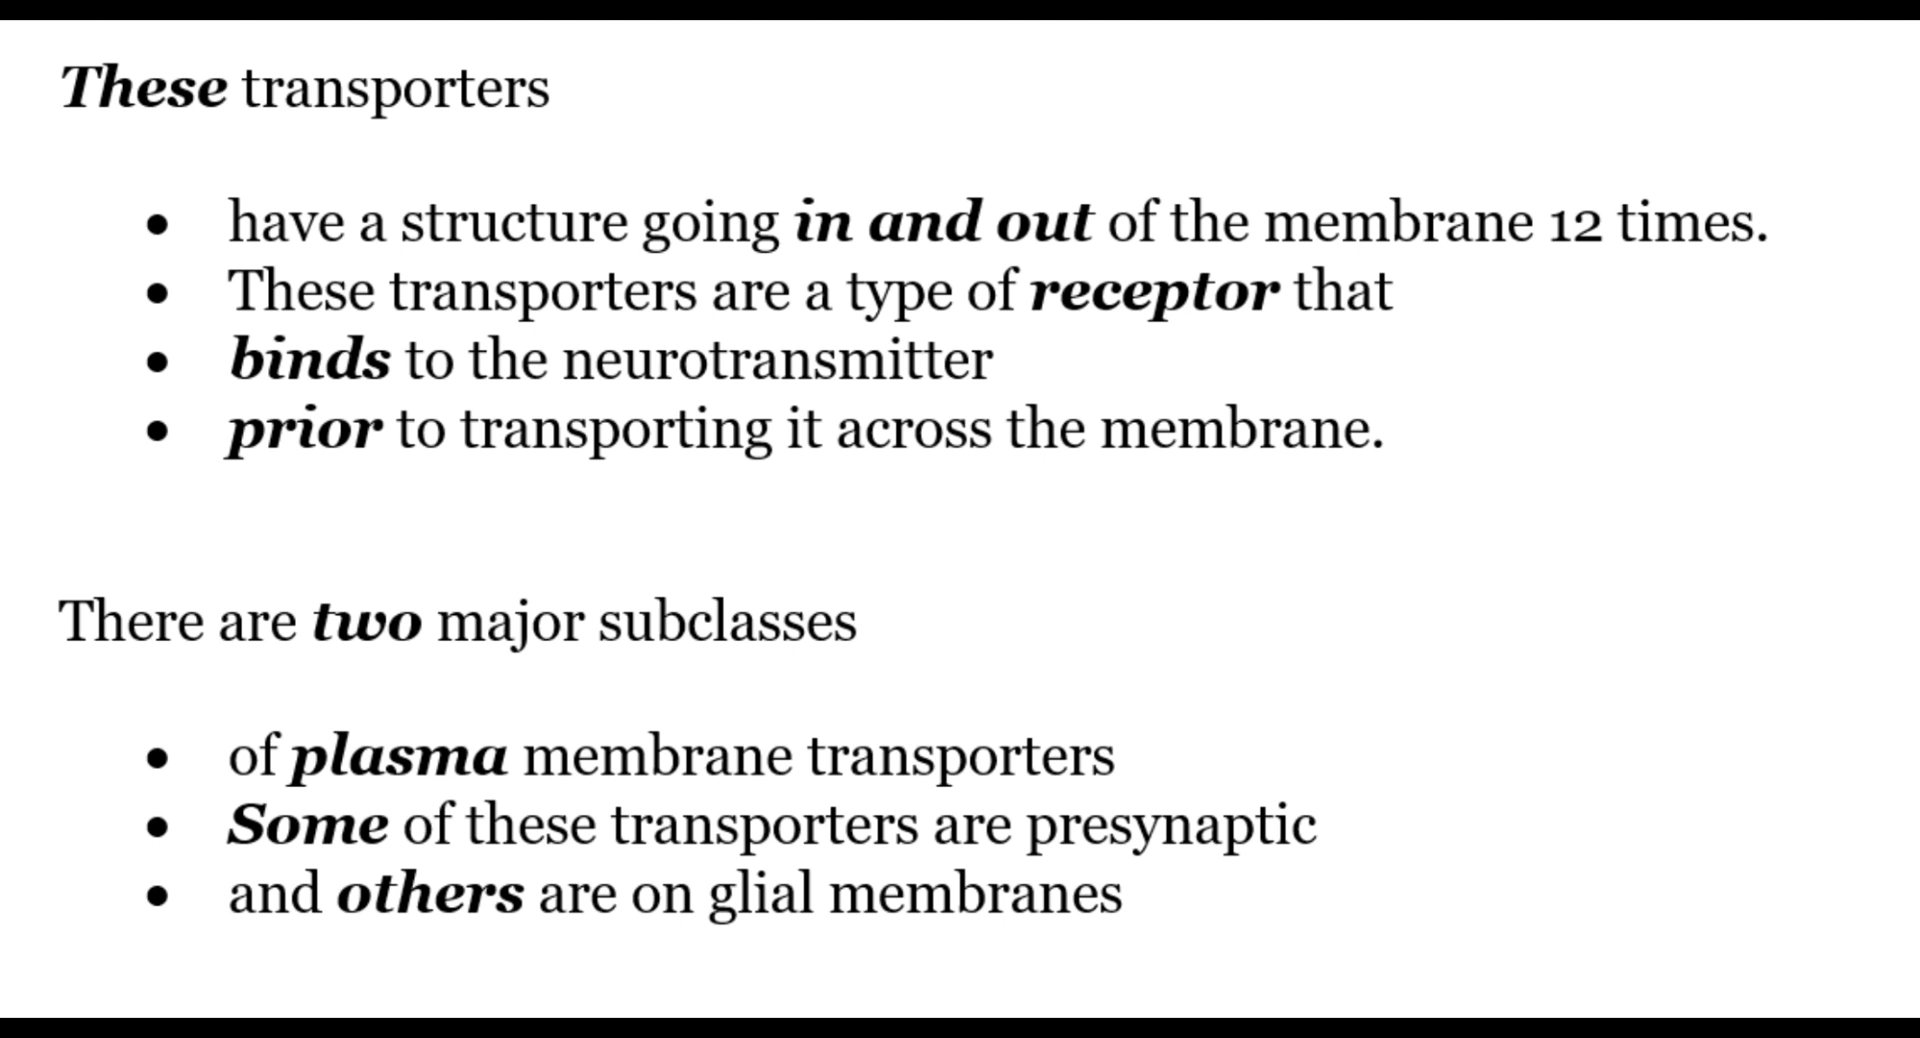 These transporters
• have a structure going in and out of the membrane 12 times.
• These transporters are a type of receptor that
• binds to the neurotransmitter
• prior to transporting it across the membrane.
There are two major subclasses
• of plasma membrane transporters
• Some of these transporters are presynaptic
• and others are on glial membranes